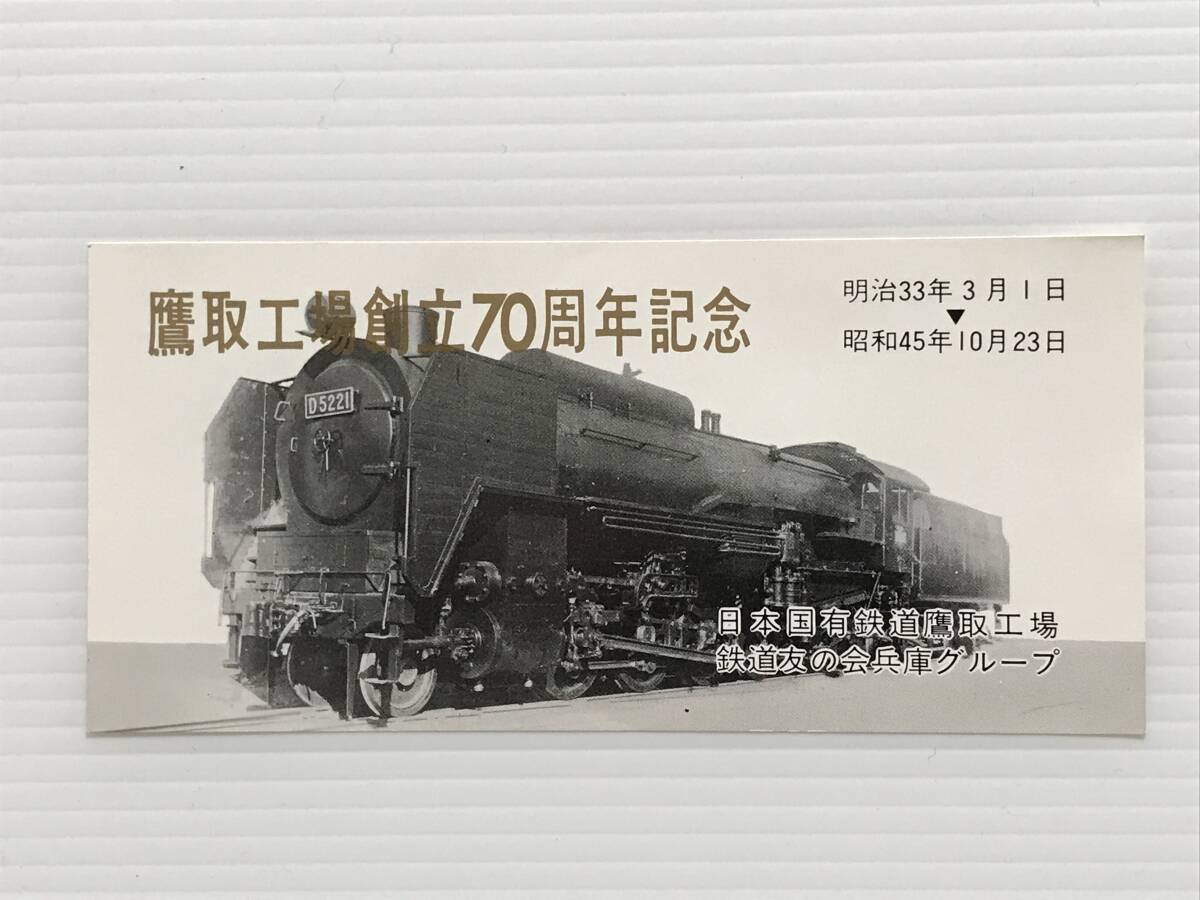 鷹取工場創立70周年記念
明治33年3月1日
▼
昭和45年10月23日
D5221
日本国有鉄道鷹取工場
鉄道友の会兵庫グループ